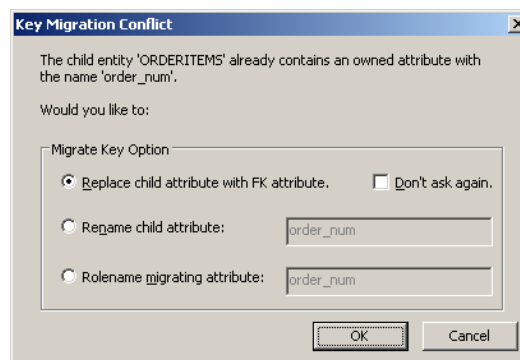 Key Migration Conflict
The child entity 'ORDERITEMS' already contains an owned attribute with
the name 'order_num'.
Would you like to:
Migrate Key Option
Replace child attribute with FK attribute. Don't ask again.
Rename child attribute: order_num
Rolename migrating attribute: order_num
OK Cancel